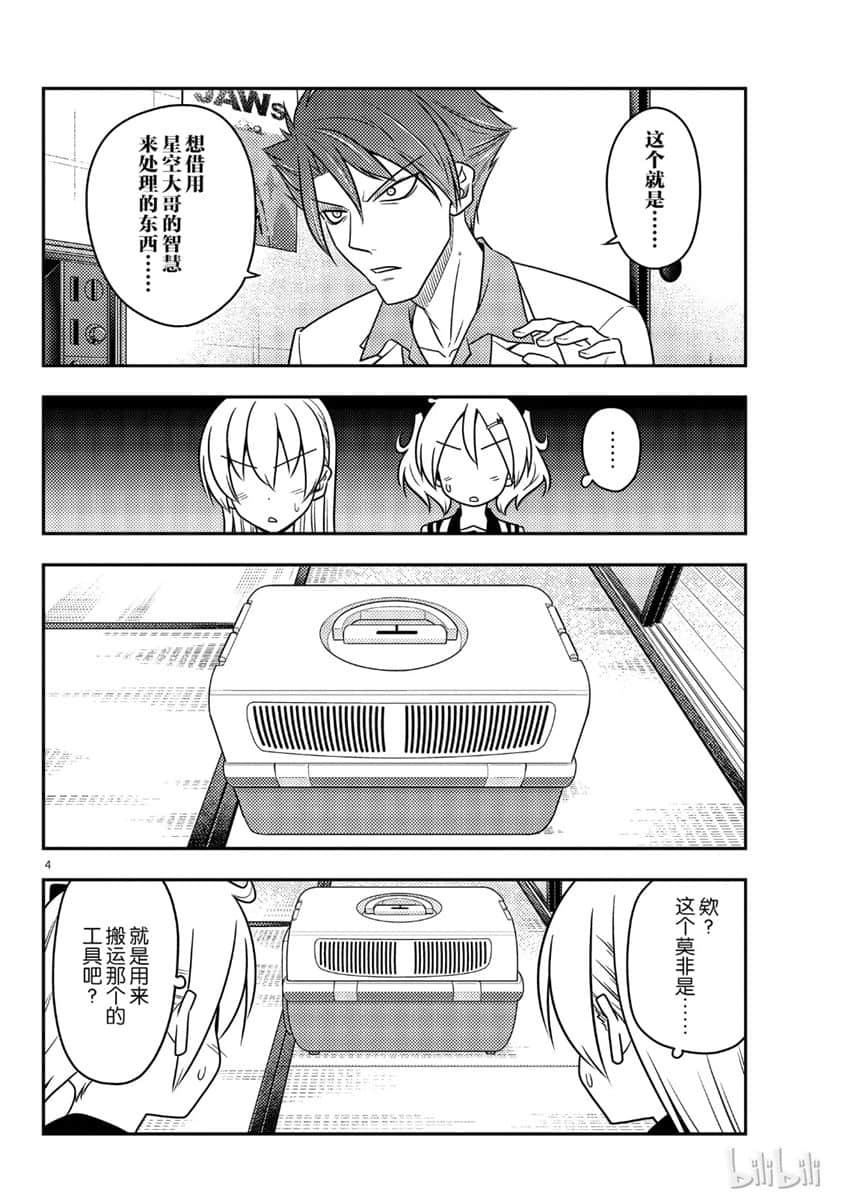 这个就是……
想借用
星空大哥的智慧
来处理的东西……
JAWs
……
4
欸？
这个莫非是……
就是用来
搬运那个的
工具吧？
bilibili